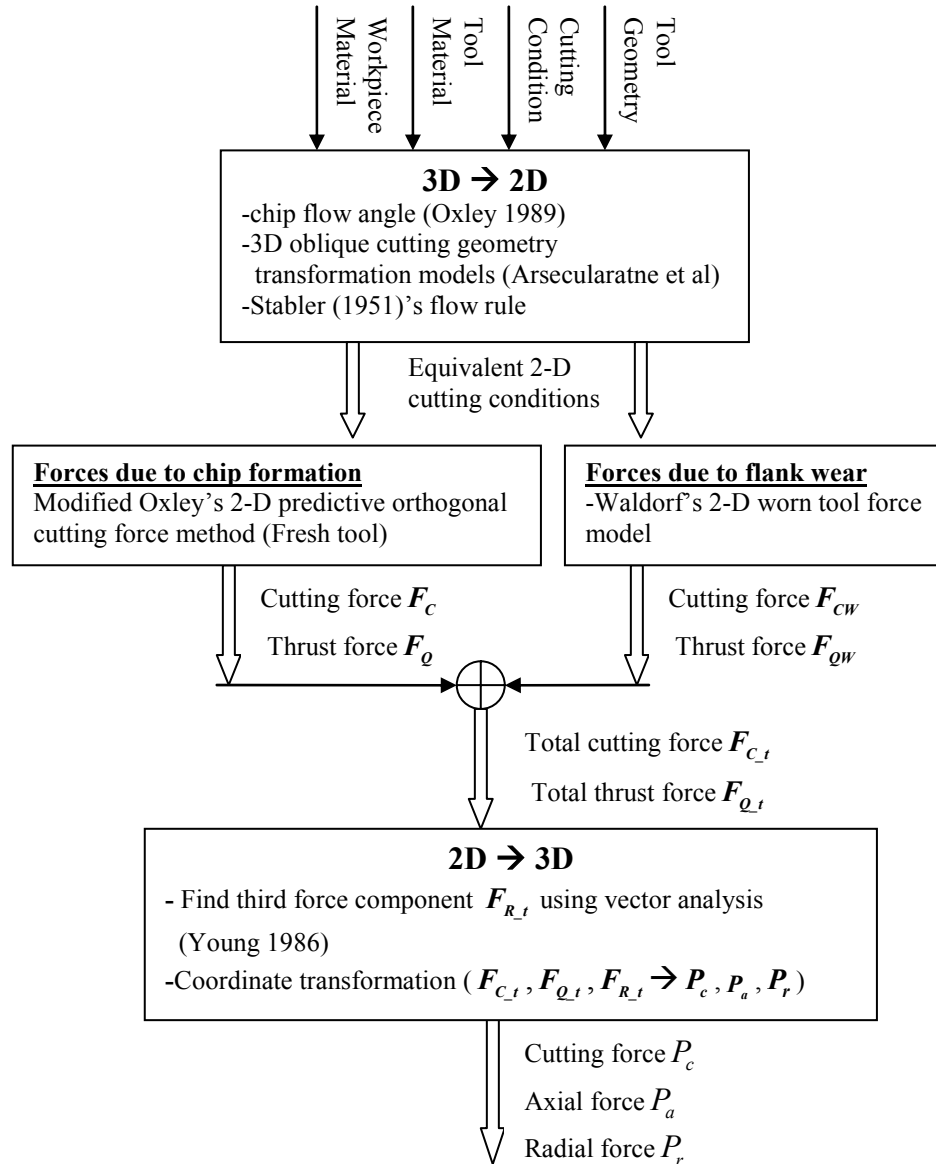 Workpiece
Material
Tool
Material
Cutting
Condition
Tool
Geometry
3D → 2D
-chip flow angle (Oxley 1989)
-3D oblique cutting geometry
transformation models (Arsecularatne et al)
-Stabler (1951)’s flow rule
Equivalent 2-D
cutting conditions
Forces due to chip formation
Modified Oxley’s 2-D predictive orthogonal
cutting force method (Fresh tool)
Forces due to flank wear
-Waldorf’s 2-D worn tool force
model
Cutting force F_C
Thrust force F_Q
Cutting force F_CW
Thrust force F_QW
Total cutting force F_C_t
Total thrust force F_Q_t
2D → 3D
- Find third force component F_R_t using vector analysis
(Young 1986)
-Coordinate transformation ( F_C_t , F_Q_t , F_R_t → P_c , P_a , P_r )
Cutting force P_c
Axial force P_a
Radial force P_r